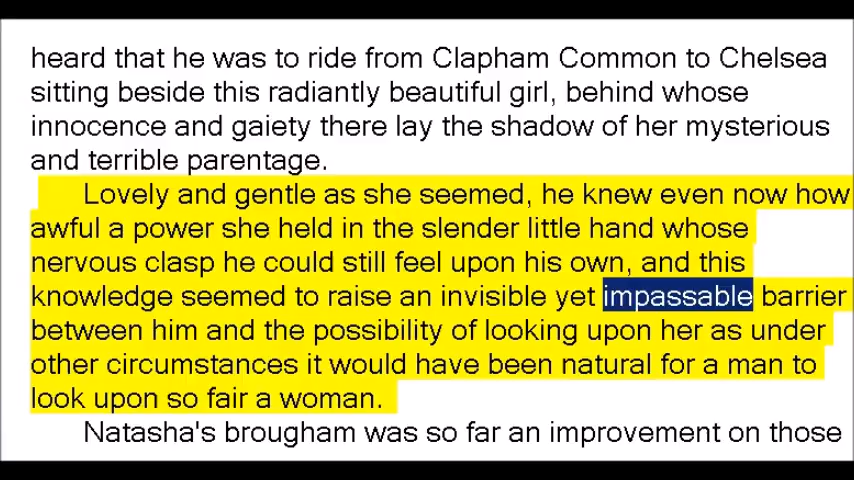 heard that he was to ride from Clapham Common to Chelsea
sitting beside this radiantly beautiful girl, behind whose
innocence and gaiety there lay the shadow of her mysterious
and terrible parentage.
Lovely and gentle as she seemed, he knew even now how
awful a power she held in the slender little hand whose
nervous clasp he could still feel upon his own, and this
knowledge seemed to raise an invisible yet impassable barrier
between him and the possibility of looking upon her as under
other circumstances it would have been natural for a man to
look upon so fair a woman.
Natasha's brougham was so far an improvement on those